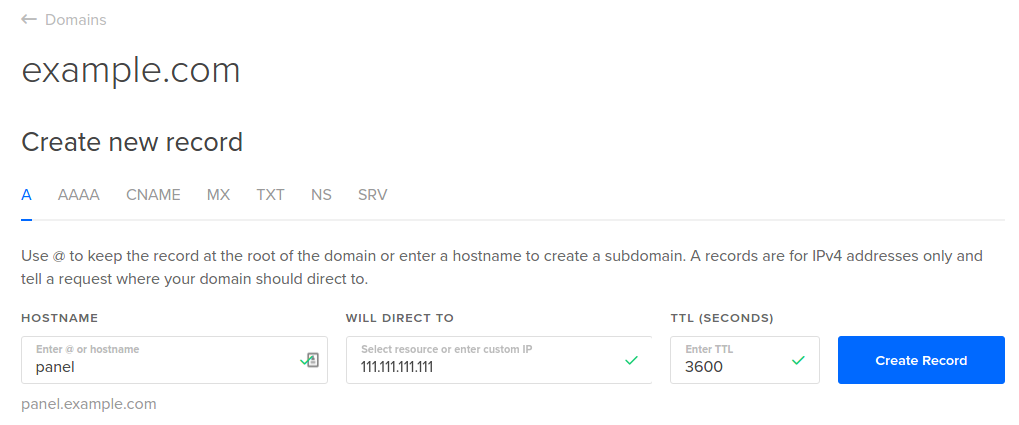 ← Domains
example.com
Create new record
A AAAA CNAME MX TXT NS SRV
Use @ to keep the record at the root of the domain or enter a hostname to create a subdomain. A records are for IPv4 addresses only and
tell a request where your domain should direct to.
HOSTNAME WILL DIRECT TO TTL (SECONDS)
Enter @ or hostname Select resource or enter custom IP Enter TTL
panel 111.111.111.111 3600 Create Record
panel.example.com